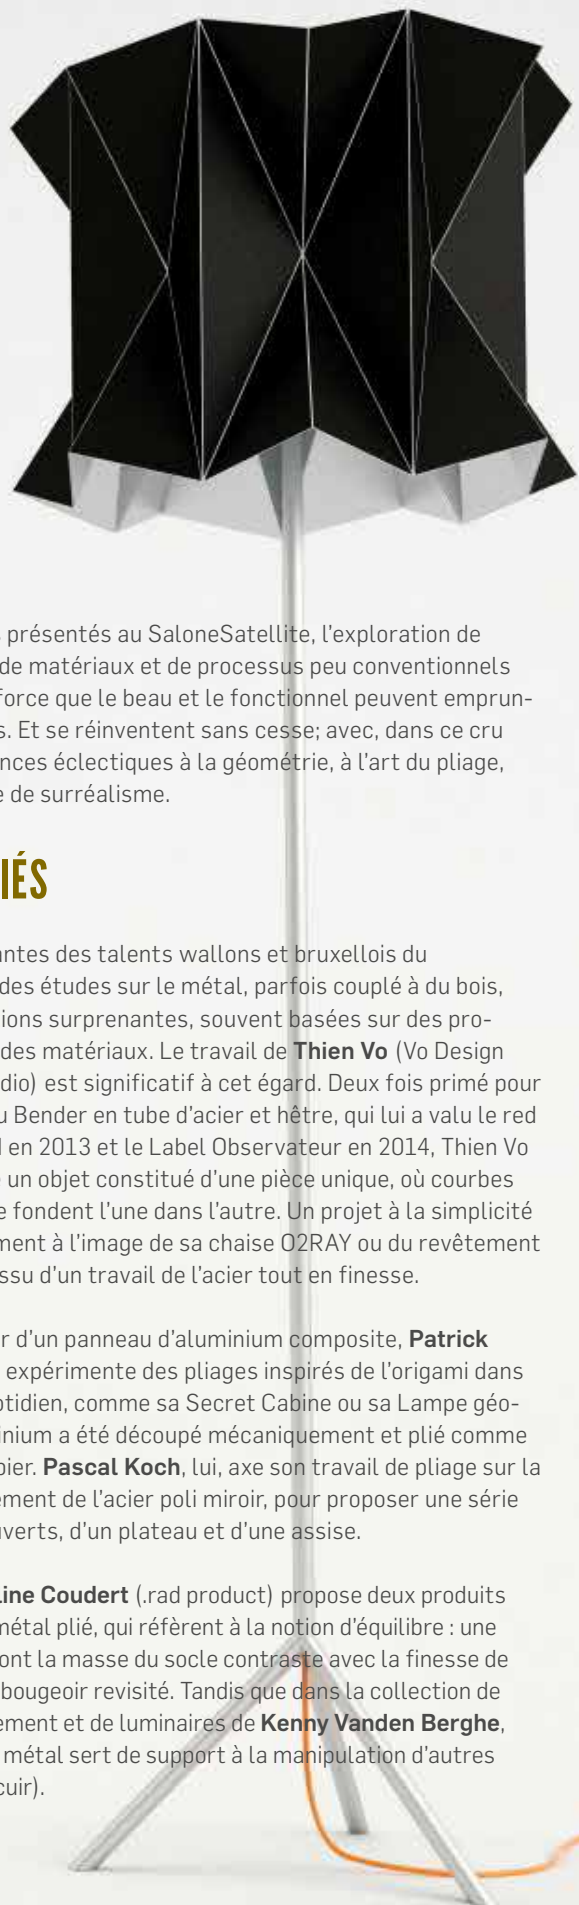 présentés au SaloneSatellite, l'exploration de
de matériaux et de processus peu conventionnels
force que le beau et le fonctionnel peuvent emprun-
s. Et se réinventent sans cesse; avec, dans ce cru
nces éclectiques à la géométrie, à l'art du pliage,
e de surréalisme.
IÉS
antes des talents wallons et bruxellois du
des études sur le métal, parfois couplé à du bois,
ions surprenantes, souvent basées sur des pro-
des matériaux. Le travail de Thien Vo (Vo Design
dio) est significatif à cet égard. Deux fois primé pour
u Bender en tube d'acier et hêtre, qui lui a valu le red
en 2013 et le Label Observateur en 2014, Thien Vo
un objet constitué d'une pièce unique, où courbes
e fondent l'une dans l'autre. Un projet à la simplicité
ment à l'image de sa chaise O2RAY ou du revêtement
ssu d'un travail de l'acier tout en finesse.
r d'un panneau d'aluminium composite, Patrick
expérimente des pliages inspirés de l'origami dans
otidien, comme sa Secret Cabine ou sa Lampe géo-
inium a été découpé mécaniquement et plié comme
pier. Pascal Koch, lui, axe son travail de pliage sur la
ement de l'acier poli miroir, pour proposer une série
uverts, d'un plateau et d'une assise.
line Coudert (.rad product) propose deux produits
métal plié, qui réfèrent à la notion d'équilibre : une
ont la masse du socle contraste avec la finesse de
bougeoir revisité. Tandis que dans la collection de
ement et de luminaires de Kenny Vanden Berghe,
métal sert de support à la manipulation d'autres
cuir).